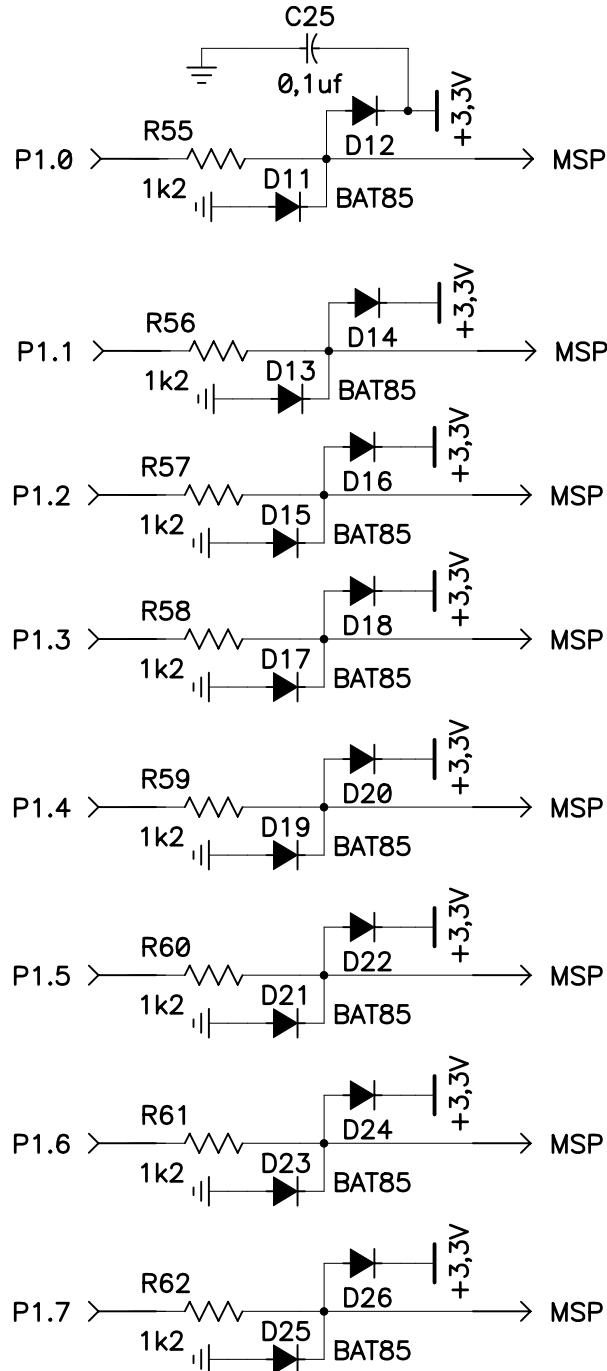 C25
0,1uf
+3,3V
R55
D12
P1.0
MSP
1k2
D11
BAT85
+3,3V
R56
D14
P1.1
MSP
1k2
D13
BAT85
+3,3V
R57
D16
P1.2
MSP
1k2
D15
BAT85
+3,3V
R58
D18
P1.3
MSP
1k2
D17
BAT85
+3,3V
R59
D20
P1.4
MSP
1k2
D19
BAT85
+3,3V
R60
D22
P1.5
MSP
1k2
D21
BAT85
+3,3V
R61
D24
P1.6
MSP
1k2
D23
BAT85
+3,3V
R62
D26
P1.7
MSP
1k2
D25
BAT85